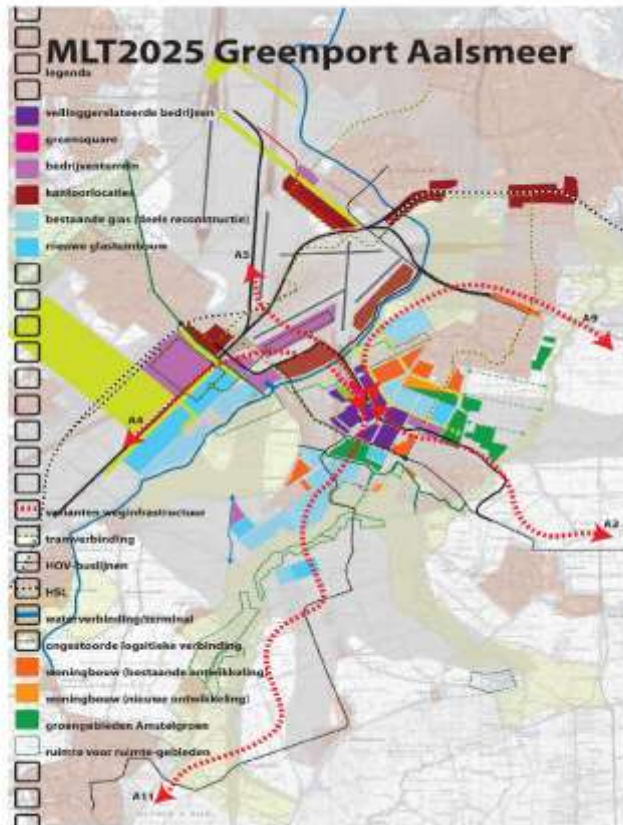 MLT2025 Greenport Aalsmeer
legenda
veilinggerelateerde bedrijven
greensquare
bedrijventerrein
kantoorlocaties
bestaande glas (deels reconstructie)
nieuwe glastuinbouw
A5
A9
A4
varianten weginfrastructuur
A2
tramverbinding
HOV-buslijnen
HSL
waterverbinding/terminal
ongestoorde logistieke verbinding
woningbouw (bestaande ontwikkeling)
woningbouw (nieuwe ontwikkeling)
groengebieden Amstelgroen
ruimte voor ruimte-gebieden
A11